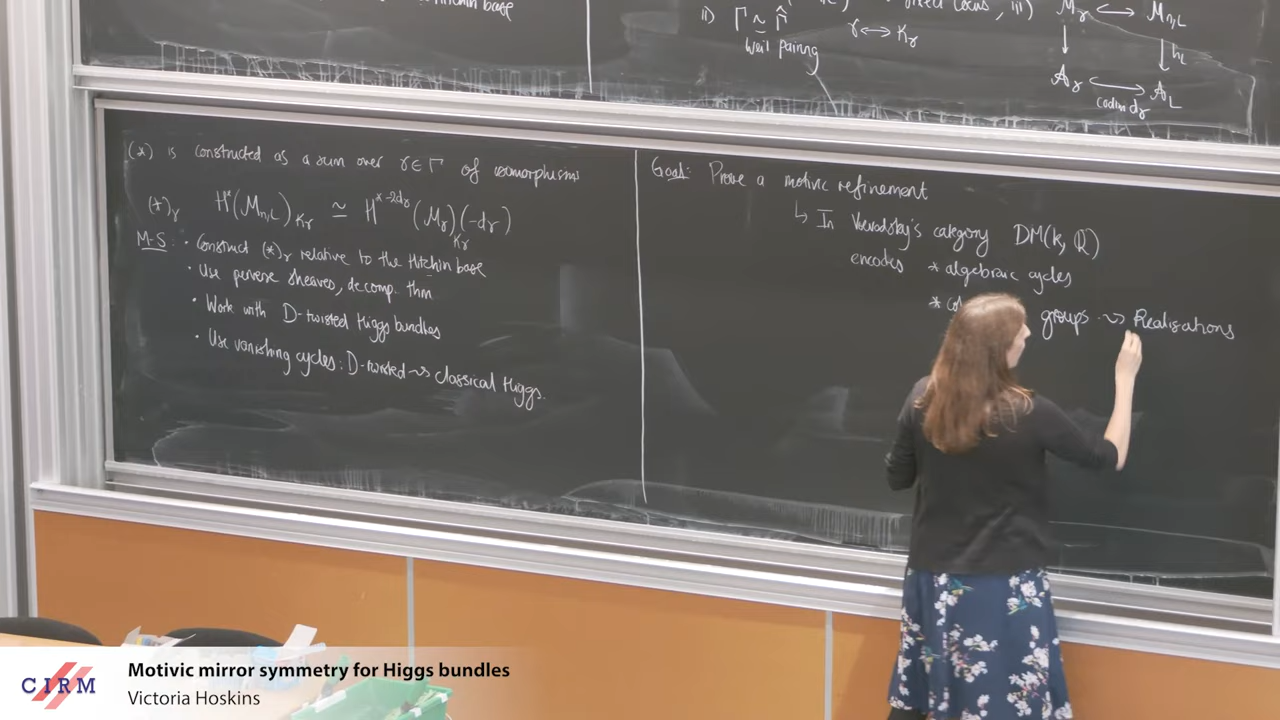 Hitchin base
ii) Γ ≃ Γ̂
Weil pairing
γ ↔ K_γ
fixed locus, iii)
M_γ ↔ M_{n,L}
h_L
A_γ ↔ A_L
codim d_γ
(*) is constructed as a sum over γ∈Γ of isomorphisms
(*)_γ H*(M_{n,L})_{K_γ} ≃ H^{*-2d_γ}(M_γ)_{K_γ}(-d_γ)
M-S: · Construct (*)_γ relative to the Hitchin base
· Use perverse sheaves, decomp. thm
· Work with D-twisted Higgs bundles
· Use vanishing cycles: D-twisted ⇝ classical Higgs.
Goal: Prove a motivic refinement
↳ In Voevodsky's category DM(k, Q)
encodes * algebraic cycles
* groups ⇝ Realisations
CIRM
Motivic mirror symmetry for Higgs bundles
Victoria Hoskins